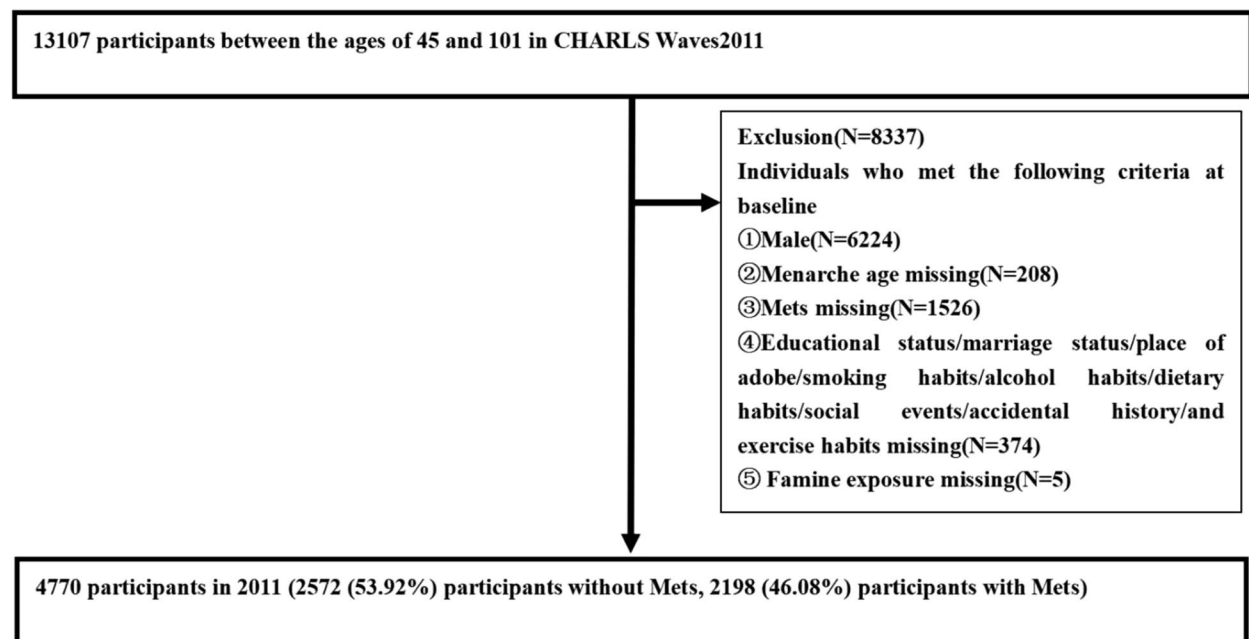 13107 participants between the ages of 45 and 101 in CHARLS Waves2011
Exclusion(N=8337)
Individuals who met the following criteria at
baseline
①Male(N=6224)
②Menarche age missing(N=208)
③Mets missing(N=1526)
④Educational status/marriage status/place of
adobe/smoking habits/alcohol habits/dietary
habits/social events/accidental history/and
exercise habits missing(N=374)
⑤ Famine exposure missing(N=5)
4770 participants in 2011 (2572 (53.92%) participants without Mets, 2198 (46.08%) participants with Mets)